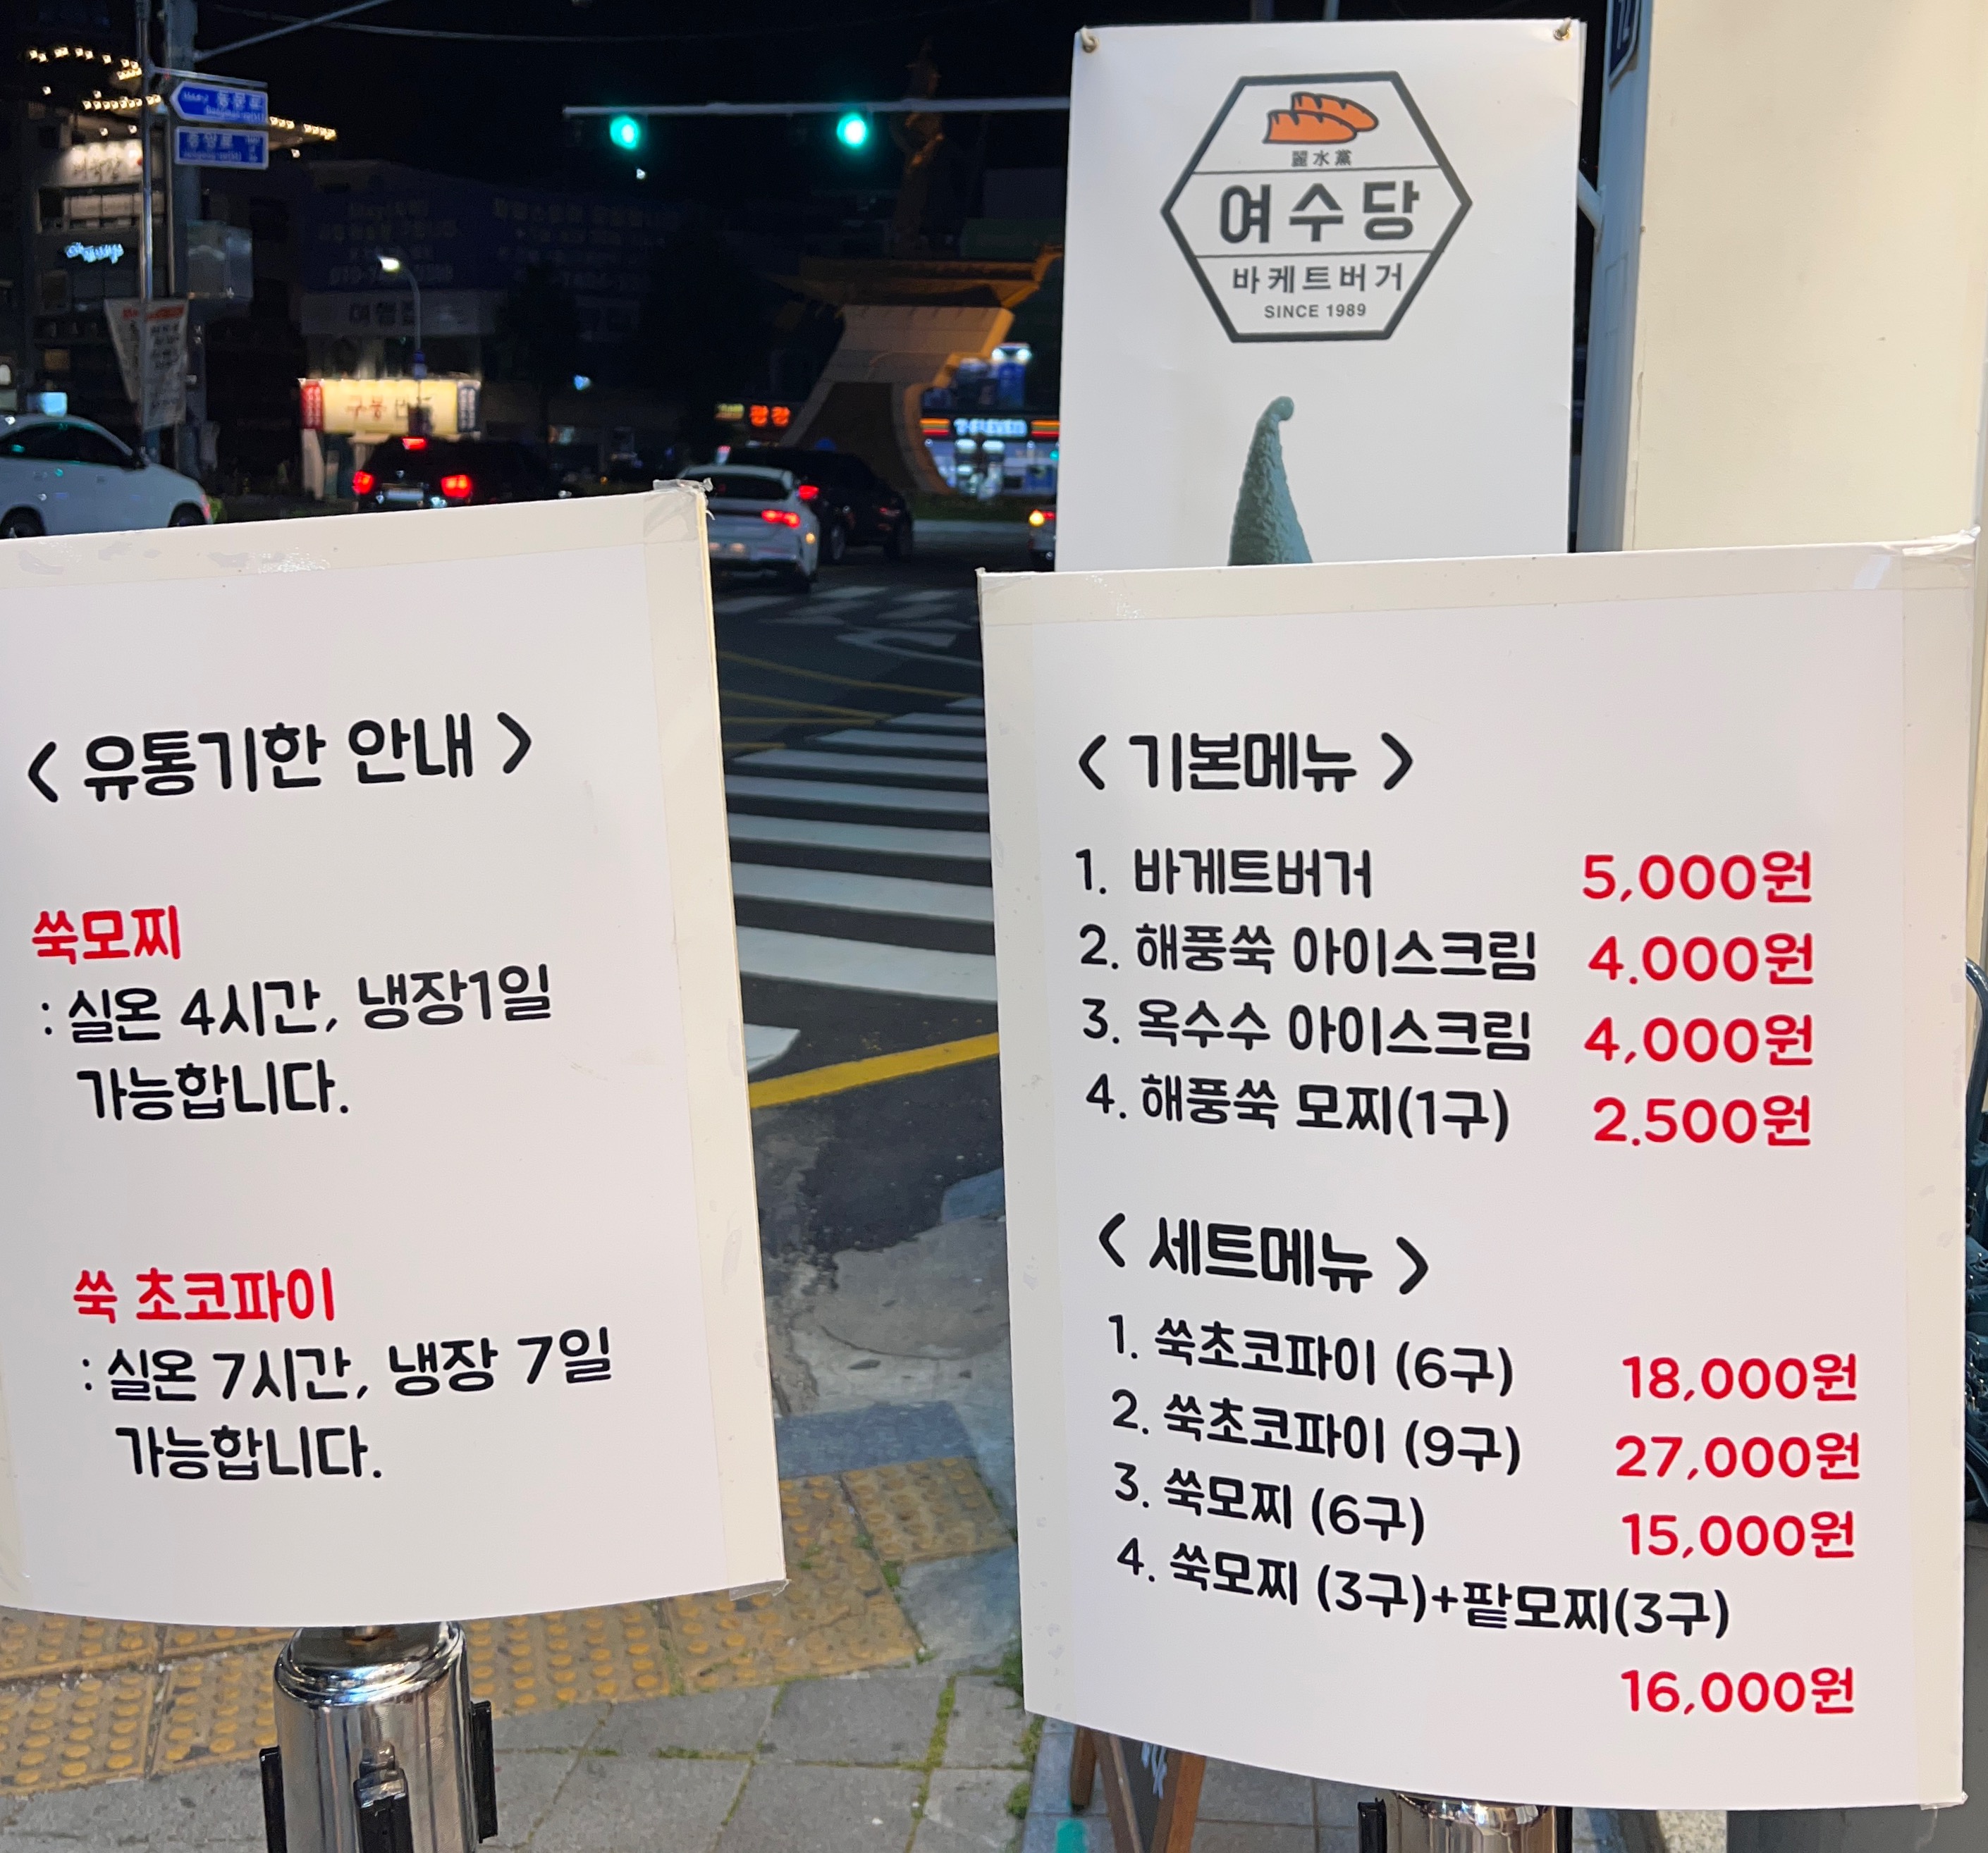 麗水黨
여수당
바케트버거
SINCE 1989
< 유통기한 안내 >
쑥모찌
: 실온 4시간, 냉장1일
가능합니다.
쑥 초코파이
: 실온 7시간, 냉장 7일
가능합니다.
< 기본메뉴 >
1. 바게트버거 5,000원
2. 해풍쑥 아이스크림 4.000원
3. 옥수수 아이스크림 4,000원
4. 해풍쑥 모찌(1구) 2.500원
< 세트메뉴 >
1. 쑥초코파이 (6구) 18,000원
2. 쑥초코파이 (9구) 27,000원
3. 쑥모찌 (6구) 15,000원
4. 쑥모찌 (3구)+팥모찌(3구)
16,000원